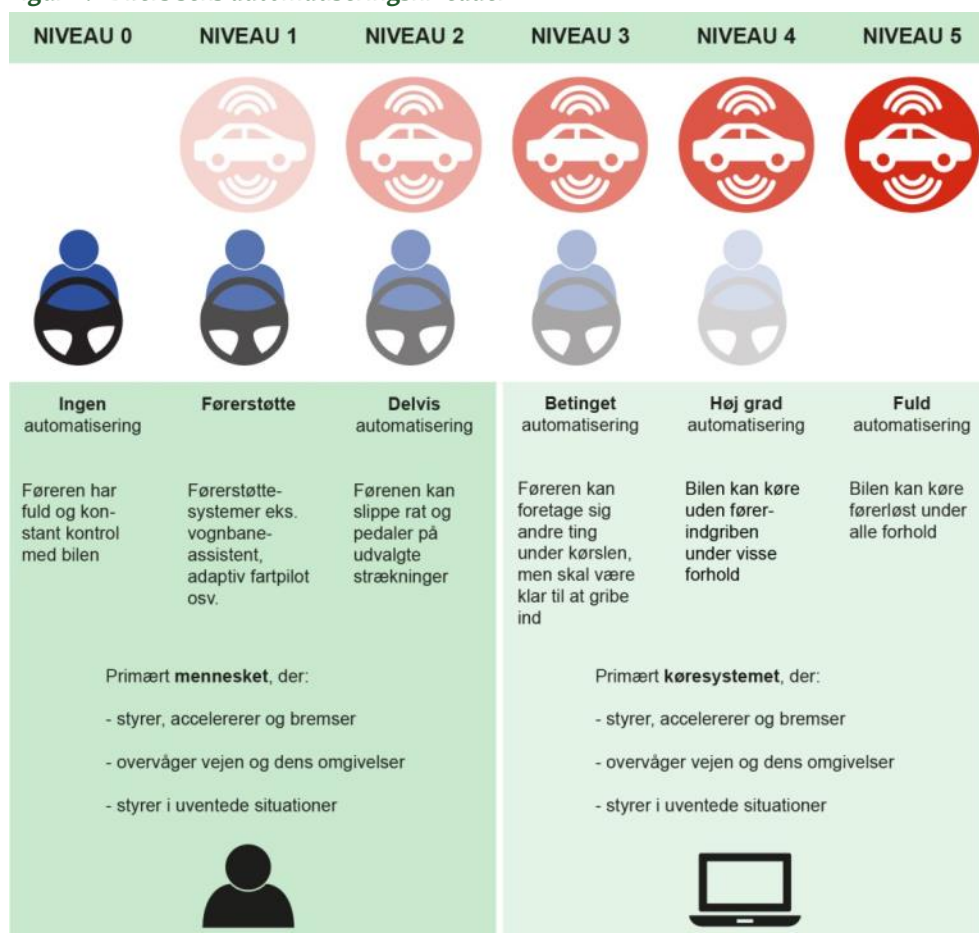 NIVEAU 0
NIVEAU 1
NIVEAU 2
NIVEAU 3
NIVEAU 4
NIVEAU 5
Ingen
automatisering
Føreren har
fuld og kon-
stant kontrol
med bilen
Førerstøtte
Førerstøtte-
systemer eks.
vognbane-
assistent,
adaptiv fartpilot
osv.
Delvis
automatisering
Førenen kan
slippe rat og
pedaler på
udvalgte
strækninger
Betinget
automatisering
Føreren kan
foretage sig
andre ting
under kørslen,
men skal være
klar til at gribe
ind
Høj grad
automatisering
Bilen kan køre
uden fører-
indgriben
under visse
forhold
Fuld
automatisering
Bilen kan køre
førerløst under
alle forhold
Primært mennesket, der:
- styrer, accelererer og bremser
- overvåger vejen og dens omgivelser
- styrer i uventede situationer
Primært køresystemet, der:
- styrer, accelererer og bremser
- overvåger vejen og dens omgivelser
- styrer i uventede situationer